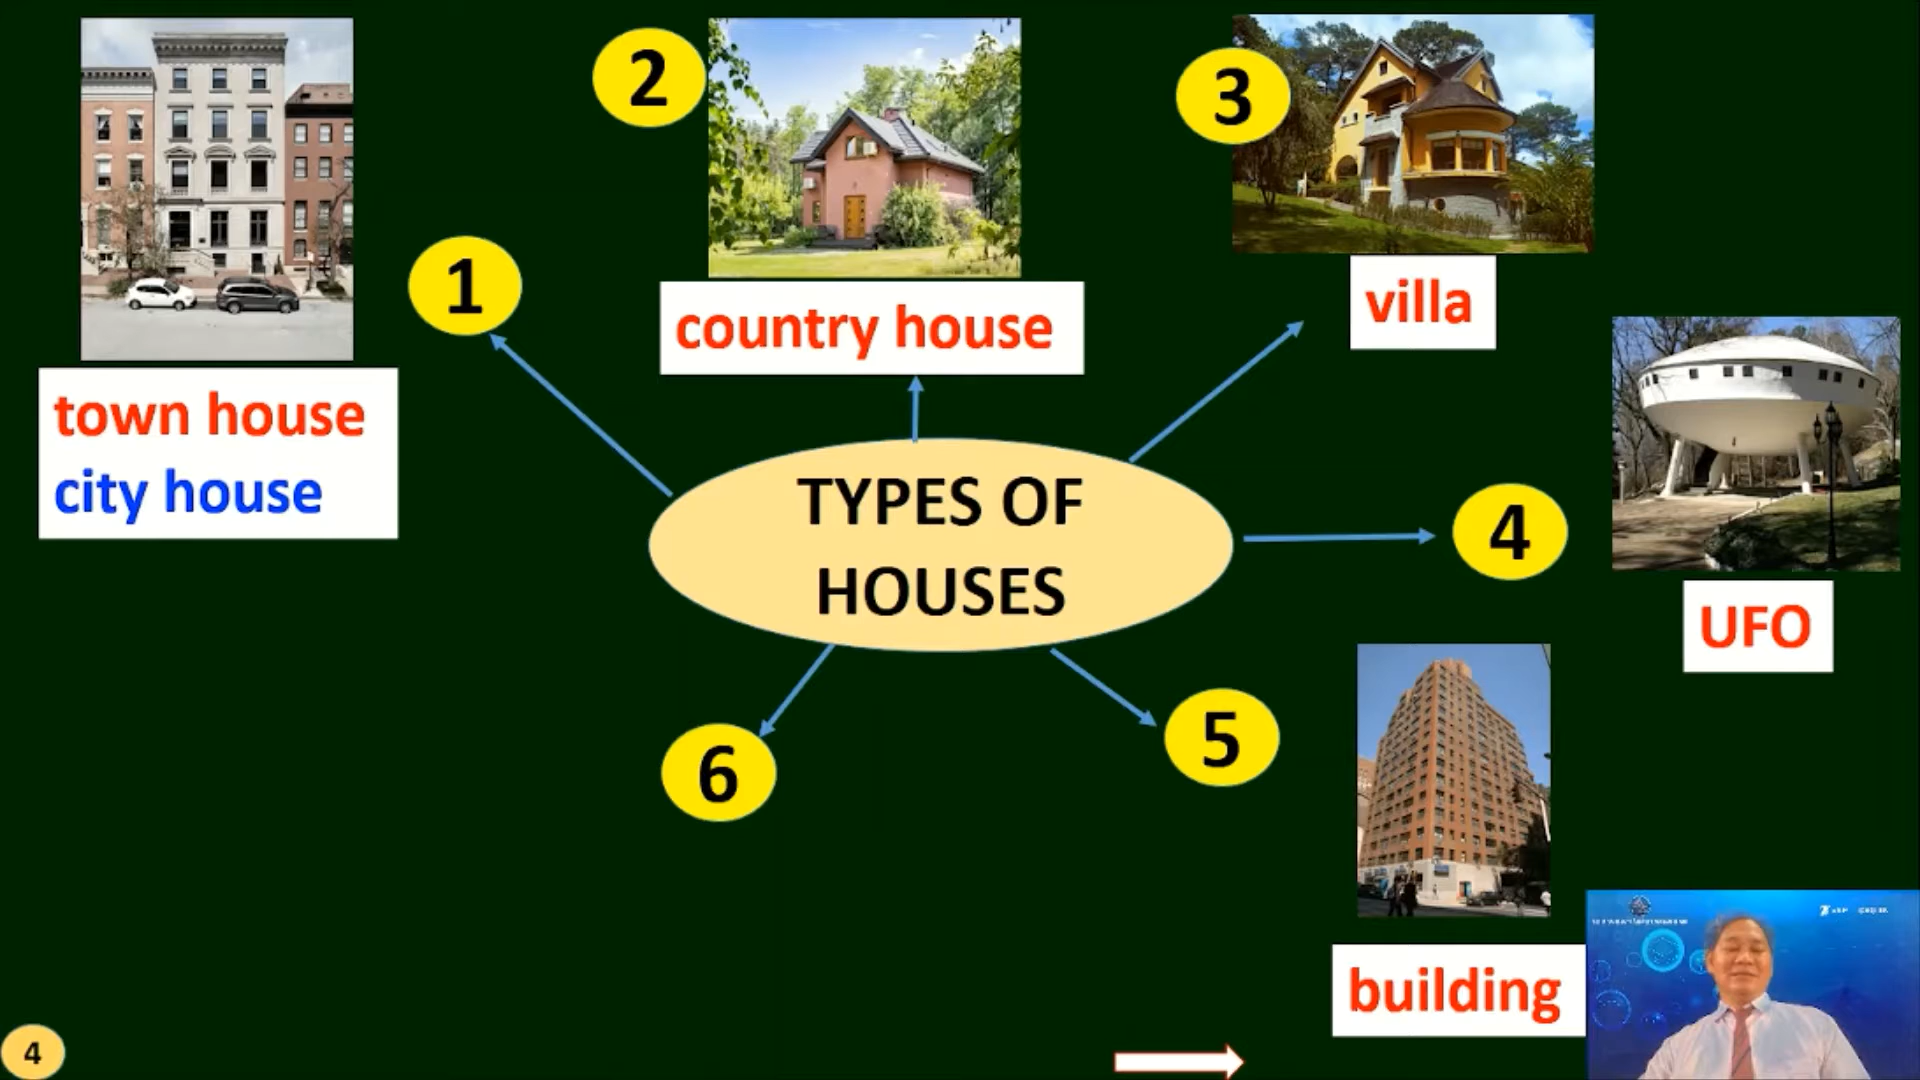 1
town house
city house
2
country house
3
villa
TYPES OF
HOUSES
4
UFO
5
building
6
4